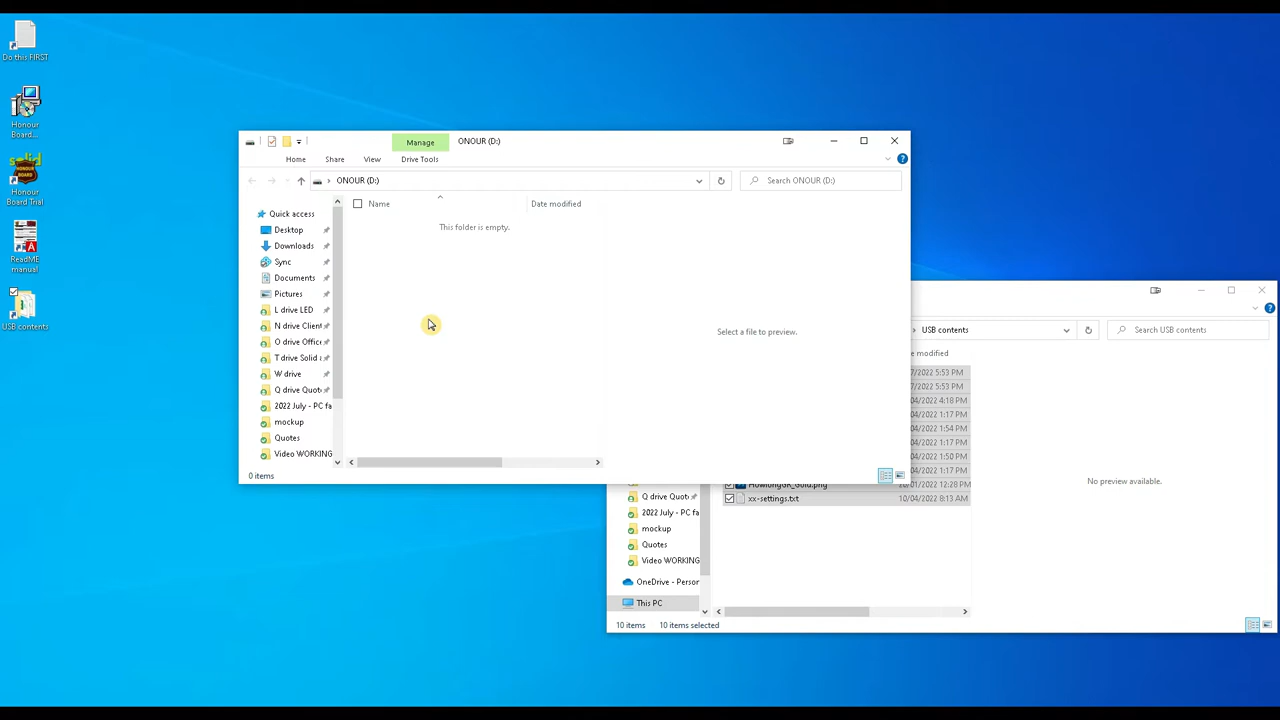 Do this FIRST
Honour
Board...
solid
HONOUR
BOARD
Honour
Board Trial
ReadME
manual
USB contents
Manage
ONOUR (D:)
Home
Share
View
Drive Tools
ONOUR (D:)
Search ONOUR (D:)
Name
Date modified
This folder is empty.
Quick access
Desktop
Downloads
Sync
Documents
Pictures
L drive LED
N drive Client
O drive Office
T drive Solid
W drive
Q drive Quot
2022 July - PC fa
mockup
Quotes
Video WORKING
Select a file to preview.
0 items
USB contents
Search USB contents
e modified
7/2022 5:53 PM
7/2022 5:53 PM
04/2022 4:18 PM
04/2022 1:17 PM
04/2022 1:54 PM
04/2022 1:17 PM
04/2022 1:50 PM
04/2022 1:17 PM
/01/2022 12:28 PM
xx-settings.txt
10/04/2022 8:13 AM
No preview available.
Q drive Quot
2022 July - PC fa
mockup
Quotes
Video WORKING
OneDrive - Person
This PC
10 items
10 items selected